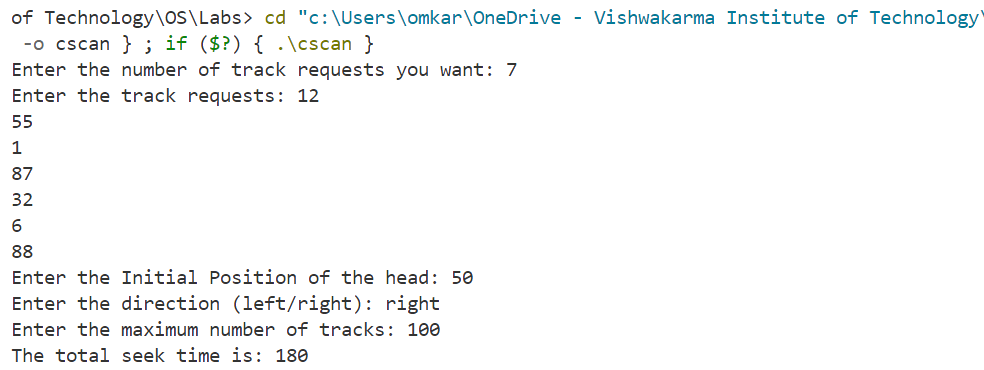 of Technology\OS\Labs> cd "c:\Users\omkar\OneDrive - Vishwakarma Institute of Technology\
-o cscan } ; if ($?) { .\cscan }
Enter the number of track requests you want: 7
Enter the track requests: 12
55
1
87
32
6
88
Enter the Initial Position of the head: 50
Enter the direction (left/right): right
Enter the maximum number of tracks: 100
The total seek time is: 180